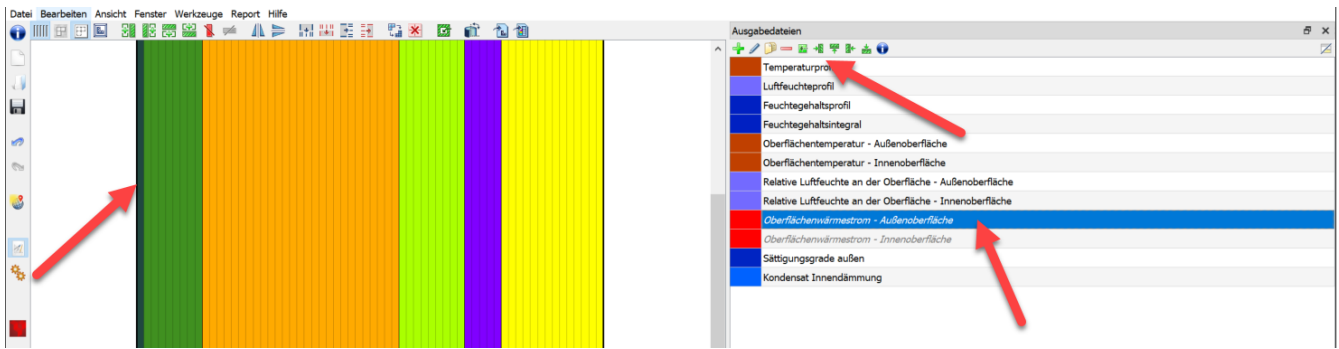 Datei Bearbeiten Ansicht Fenster Werkzeuge Report Hilfe
Ausgabedateien
Temperaturprofil
Luftfeuchteprofil
Feuchtegehaltsprofil
Feuchtegehaltsintegral
Oberflächentemperatur - Außenoberfläche
Oberflächentemperatur - Innenoberfläche
Relative Luftfeuchte an der Oberfläche - Außenoberfläche
Relative Luftfeuchte an der Oberfläche - Innenoberfläche
Oberflächenwärmestrom - Außenoberfläche
Oberflächenwärmestrom - Innenoberfläche
Sättigungsgrade außen
Kondensat Innendämmung